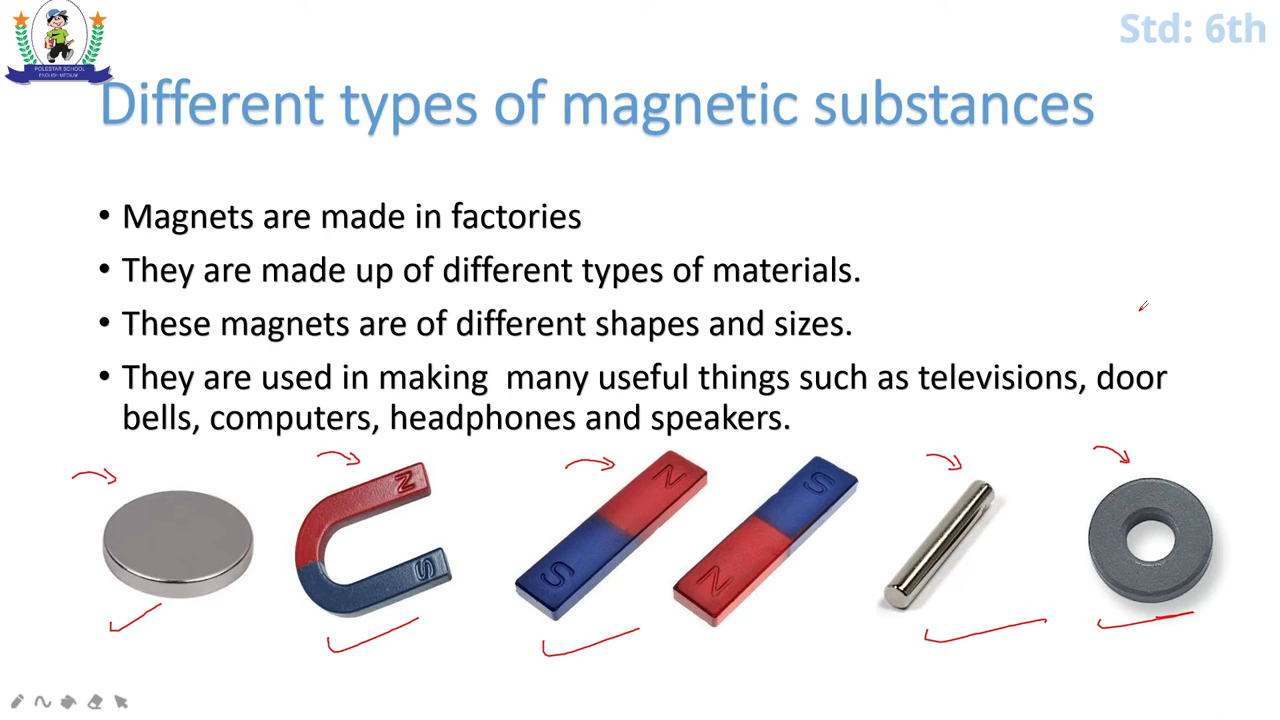 Std: 6th
POLESTAR SCHOOL
ENGLISH MEDIUM
Different types of magnetic substances
• Magnets are made in factories
• They are made up of different types of materials.
• These magnets are of different shapes and sizes.
• They are used in making many useful things such as televisions, door
bells, computers, headphones and speakers.
N
S
N
S
S
N